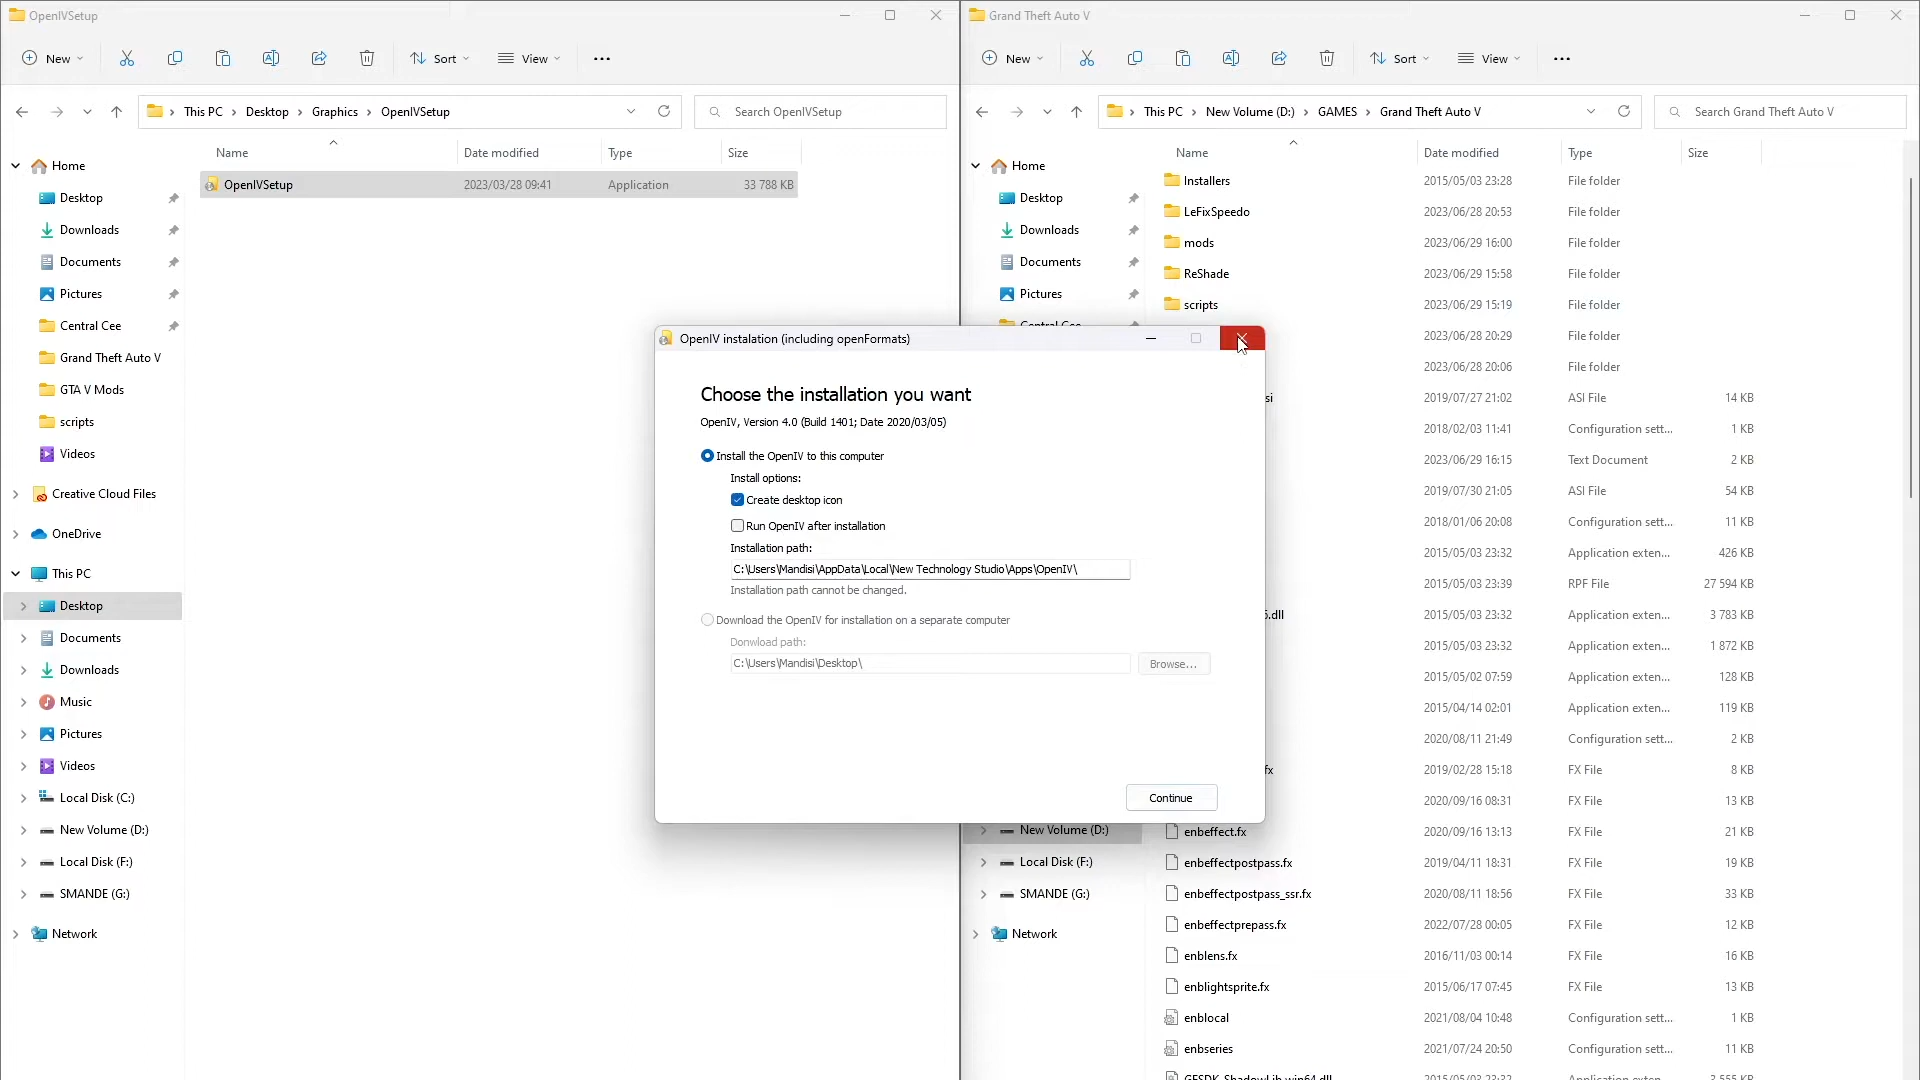 OpenIVSetup
New
Sort
View
This PC > Desktop > Graphics > OpenIVSetup
Search OpenIVSetup
Name
Date modified
Type
Size
OpenIVSetup
2023/03/28 09:41
Application
33 788 KB
Home
Desktop
Downloads
Documents
Pictures
Central Cee
Grand Theft Auto V
GTA V Mods
scripts
Videos
Creative Cloud Files
OneDrive
This PC
Desktop
Documents
Downloads
Music
Pictures
Videos
Local Disk (C:)
New Volume (D:)
Local Disk (F:)
SMANDE (G:)
Network
OpenIV instalation (including openFormats)
Choose the installation you want
OpenIV, Version 4.0 (Build 1401; Date 2020/03/05)
Install the OpenIV to this computer
Install options:
Create desktop icon
Run OpenIV after installation
Installation path:
C:\Users\Mandisi\AppData\Local\New Technology Studio\Apps\OpenIV\
Installation path cannot be changed.
Download the OpenIV for installation on a separate computer
Donwload path:
C:\Users\Mandisi\Desktop\
Browse...
Continue
Grand Theft Auto V
New
Sort
View
This PC > New Volume (D:) > GAMES > Grand Theft Auto V
Search Grand Theft Auto V
Home
Desktop
Downloads
Documents
Pictures
New Volume (D:)
Local Disk (F:)
SMANDE (G:)
Network
Name Date modified Type Size
Installers 2015/05/03 23:28 File folder
LeFixSpeedo 2023/06/28 20:53 File folder
mods 2023/06/29 16:00 File folder
ReShade 2023/06/29 15:58 File folder
scripts 2023/06/29 15:19 File folder
2023/06/28 20:29 File folder
2023/06/28 20:06 File folder
si 2019/07/27 21:02 ASI File 14 KB
2018/02/03 11:41 Configuration sett... 1 KB
2023/06/29 16:15 Text Document 2 KB
2019/07/30 21:05 ASI File 54 KB
2018/01/06 20:08 Configuration sett... 11 KB
2015/05/03 23:32 Application exten... 426 KB
2015/05/03 23:39 RPF File 27 594 KB
.dll 2015/05/03 23:32 Application exten... 3 783 KB
2015/05/03 23:32 Application exten... 1 872 KB
2015/05/02 07:59 Application exten... 128 KB
2015/04/14 02:01 Application exten... 119 KB
2020/08/11 21:49 Configuration sett... 2 KB
fx 2019/02/28 15:18 FX File 8 KB
2020/09/16 08:31 FX File 13 KB
enbeffect.fx 2020/09/16 13:13 FX File 21 KB
enbeffectpostpass.fx 2019/04/11 18:31 FX File 19 KB
enbeffectpostpass_ssr.fx 2020/08/11 18:56 FX File 33 KB
enbeffectprepass.fx 2022/07/28 00:05 FX File 12 KB
enblens.fx 2016/11/03 00:14 FX File 16 KB
enblightsprite.fx 2015/06/17 07:45 FX File 13 KB
enblocal 2021/08/04 10:48 Configuration sett... 1 KB
enbseries 2021/07/24 20:50 Configuration sett... 11 KB